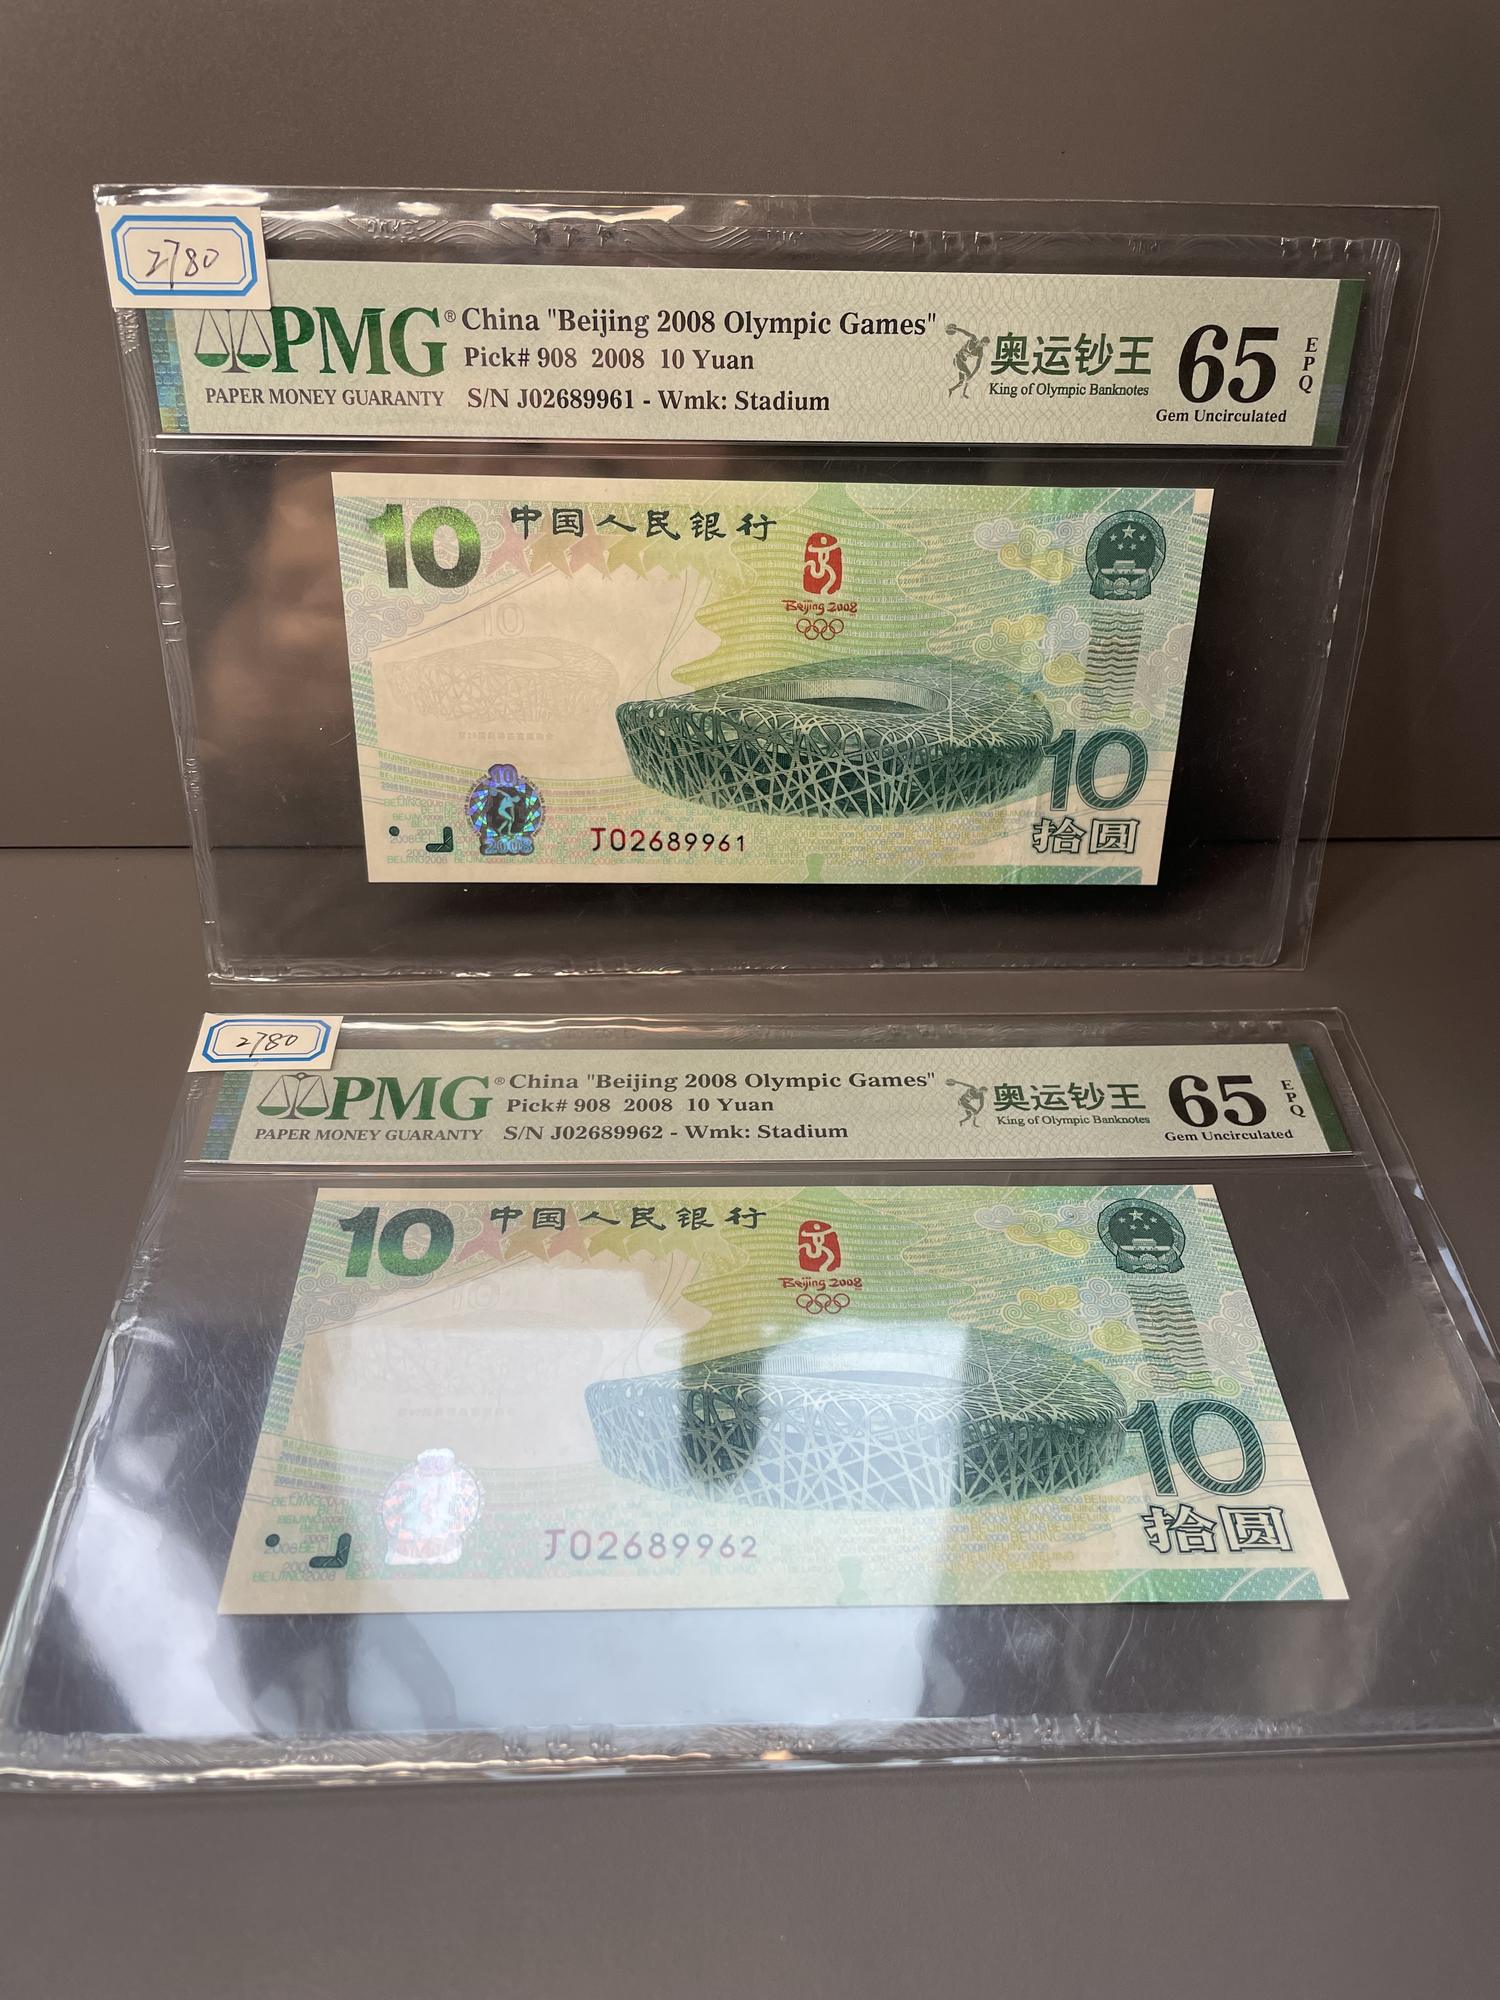 2780
PMG® China "Beijing 2008 Olympic Games"
Pick# 908 2008 10 Yuan
PAPER MONEY GUARANTY S/N J02689961 - Wmk: Stadium
奥运钞王
King of Olympic Banknotes
65
EPQ
Gem Uncirculated
10 中国人民银行
Beijing 2008
10
10
2008
J02689961
10
拾圆
2780
PMG® China "Beijing 2008 Olympic Games"
Pick# 908 2008 10 Yuan
PAPER MONEY GUARANTY S/N J02689962 - Wmk: Stadium
奥运钞王
King of Olympic Banknotes
65
EPQ
Gem Uncirculated
10 中国人民银行
Beijing 2008
10
J02689962
10
拾圆